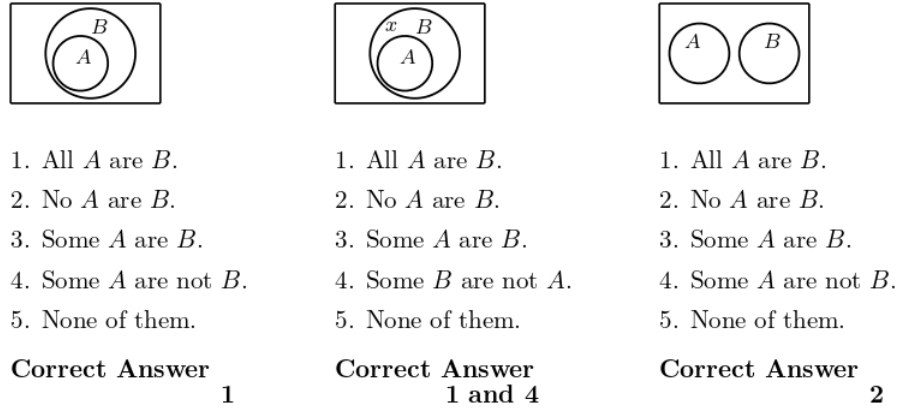 B
A
1. All A are B.
2. No A are B.
3. Some A are B.
4. Some A are not B.
5. None of them.
Correct Answer
1
x B
A
1. All A are B.
2. No A are B.
3. Some A are B.
4. Some B are not A.
5. None of them.
Correct Answer
1 and 4
A B
1. All A are B.
2. No A are B.
3. Some A are B.
4. Some A are not B.
5. None of them.
Correct Answer
2